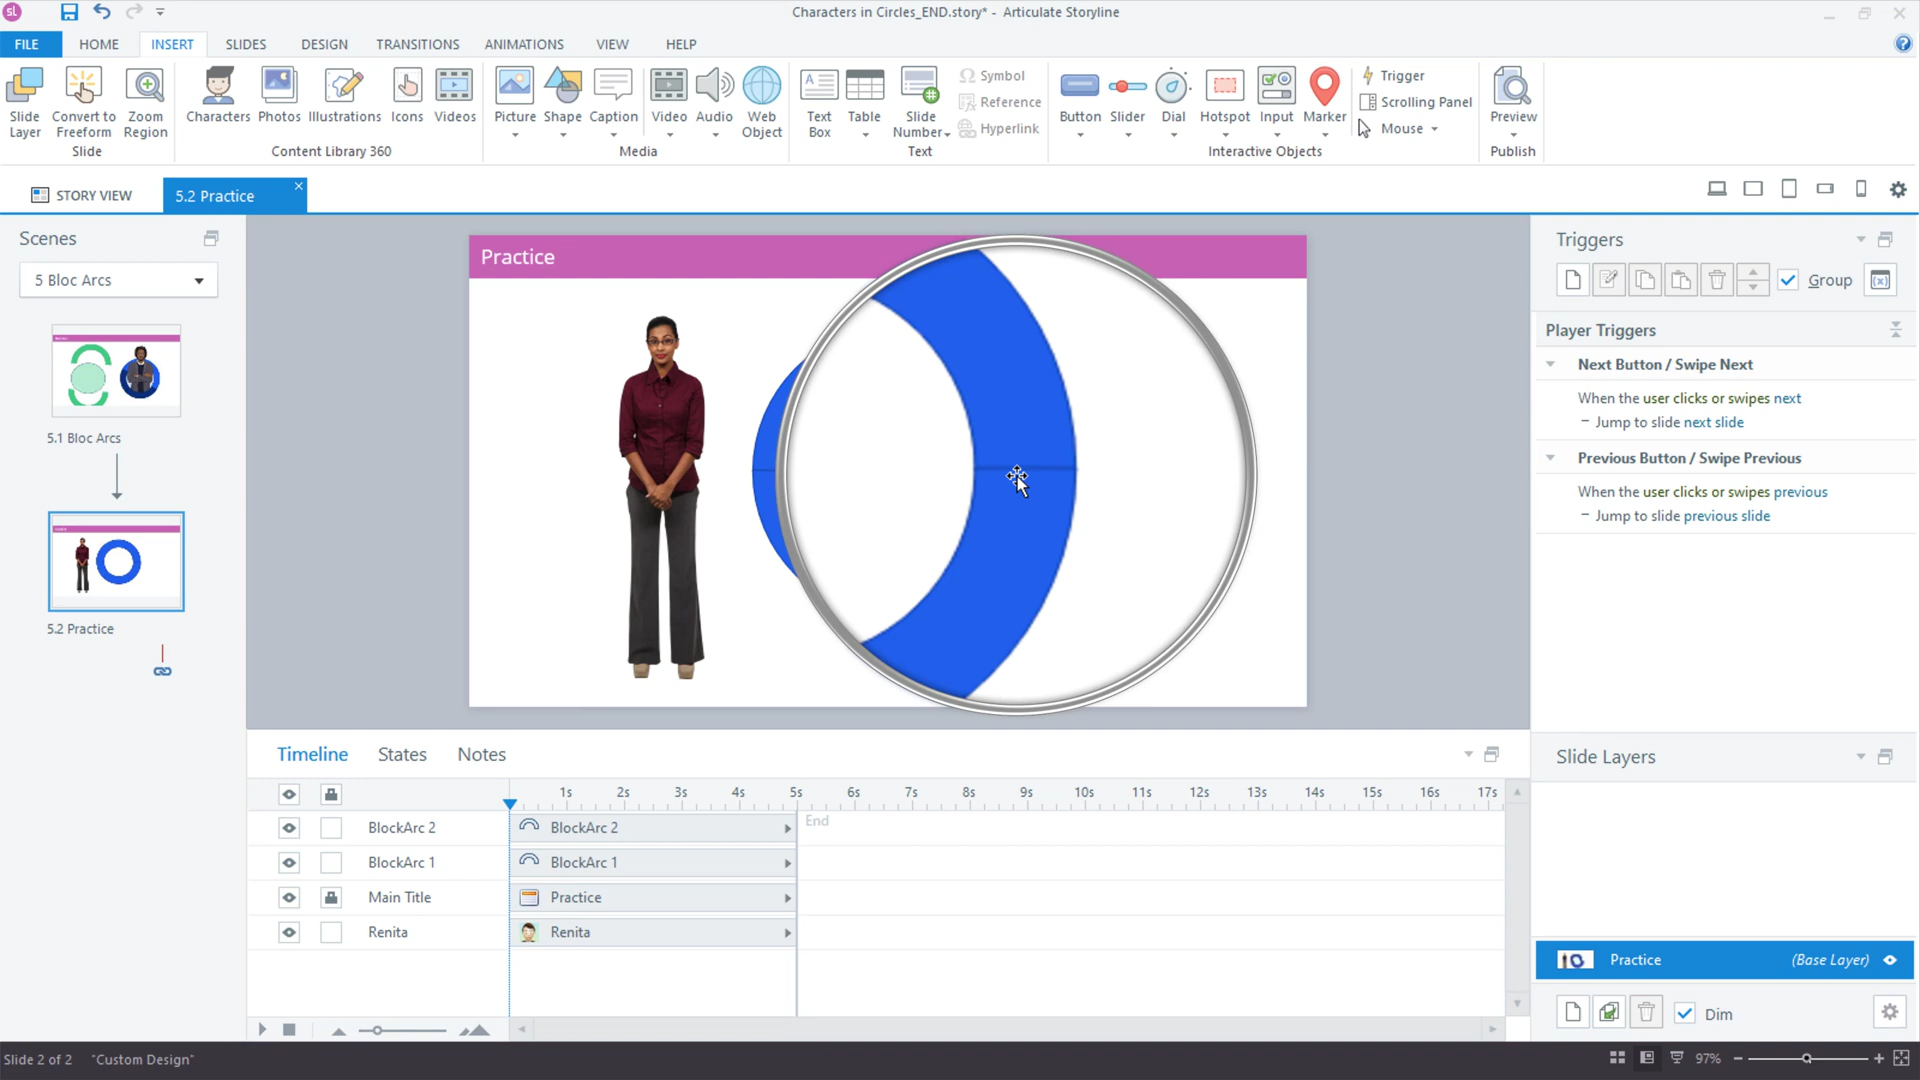 sl
Characters in Circles_END.story* - Articulate Storyline
FILE HOME INSERT SLIDES DESIGN TRANSITIONS ANIMATIONS VIEW HELP
?
Slide Layer
Convert to Freeform
Zoom Region
Slide
Characters
Photos
Illustrations
Icons
Videos
Content Library 360
Picture
Shape
Caption
Video
Audio
Web Object
Media
A
Text Box
Table
Slide Number
Symbol
Reference
Hyperlink
Text
Button
Slider
Dial
Hotspot
Input
Marker
Trigger
Scrolling Panel
Mouse
Interactive Objects
Preview
Publish
STORY VIEW
5.2 Practice
Scenes
5 Bloc Arcs
5.1 Bloc Arcs
5.2 Practice
Practice
Triggers
Group
(x)
Player Triggers
Next Button / Swipe Next
When the user clicks or swipes next
– Jump to slide next slide
Previous Button / Swipe Previous
When the user clicks or swipes previous
– Jump to slide previous slide
Timeline States Notes
1s 2s 3s 4s 5s 6s 7s 8s 9s 10s 11s 12s 13s 14s 15s 16s 17s
BlockArc 2 BlockArc 2 End
BlockArc 1 BlockArc 1
Main Title Practice
Renita Renita
Slide Layers
Practice (Base Layer)
Dim
Slide 2 of 2 "Custom Design" 97%